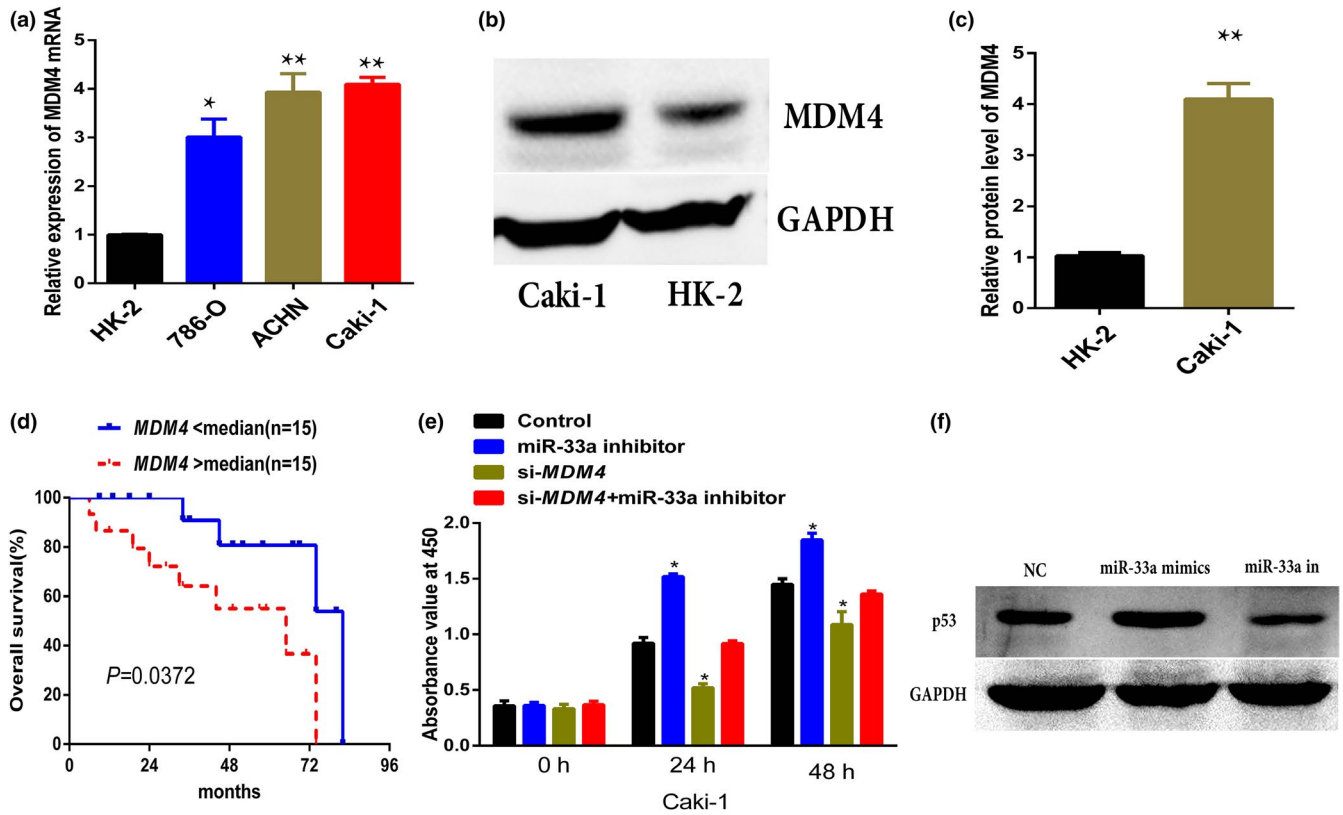 (a)
Relative expression of MDM4 mRNA
5
4
3
2
1
0
*
**
**
HK-2
786-O
ACHN
Caki-1
(b)
MDM4
GAPDH
Caki-1 HK-2
(c)
Relative protein level of MDM4
5
4
3
2
1
0
**
HK-2
Caki-1
(d)
MDM4 <median(n=15)
MDM4 >median(n=15)
Overall survival(%)
100
80
60
40
20
0
P=0.0372
0 24 48 72 96
months
(e)
Control
miR-33a inhibitor
si-MDM4
si-MDM4+miR-33a inhibitor
Absorbance value at 450
2.0
1.5
1.0
0.5
0.0
*
*
*
*
0 h 24 h 48 h
Caki-1
(f)
NC miR-33a mimics miR-33a in
p53
GAPDH